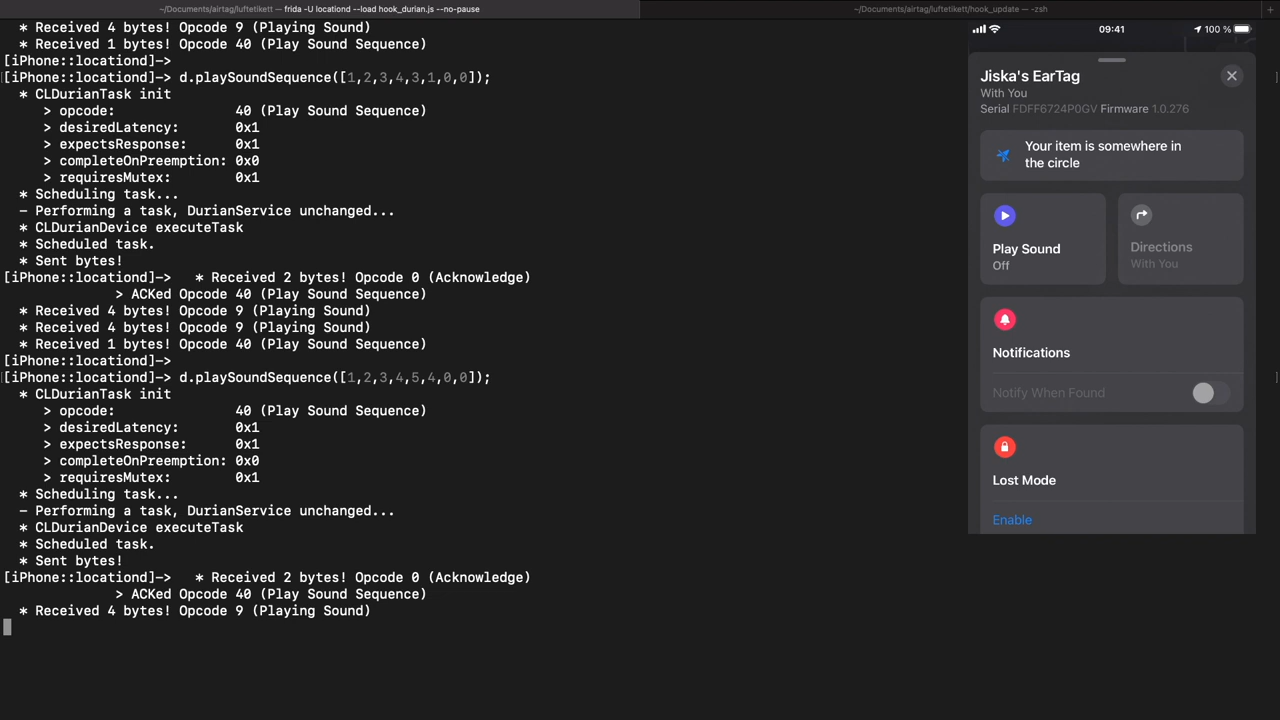 ~/Documents/airtag/luftetikett — frida -U locationd --load hook_durian.js --no-pause
~/Documents/airtag/luftetikett/hook_update — -zsh
* Received 4 bytes! Opcode 9 (Playing Sound)
* Received 1 bytes! Opcode 40 (Play Sound Sequence)
[iPhone::locationd]->
[iPhone::locationd]-> d.playSoundSequence([1,2,3,4,3,1,0,0]);
* CLDurianTask init
> opcode: 40 (Play Sound Sequence)
> desiredLatency: 0x1
> expectsResponse: 0x1
> completeOnPreemption: 0x0
> requiresMutex: 0x1
* Scheduling task...
- Performing a task, DurianService unchanged...
* CLDurianDevice executeTask
* Scheduled task.
* Sent bytes!
[iPhone::locationd]-> * Received 2 bytes! Opcode 0 (Acknowledge)
> ACKed Opcode 40 (Play Sound Sequence)
* Received 4 bytes! Opcode 9 (Playing Sound)
* Received 4 bytes! Opcode 9 (Playing Sound)
* Received 1 bytes! Opcode 40 (Play Sound Sequence)
[iPhone::locationd]->
[iPhone::locationd]-> d.playSoundSequence([1,2,3,4,5,4,0,0]);
* CLDurianTask init
> opcode: 40 (Play Sound Sequence)
> desiredLatency: 0x1
> expectsResponse: 0x1
> completeOnPreemption: 0x0
> requiresMutex: 0x1
* Scheduling task...
- Performing a task, DurianService unchanged...
* CLDurianDevice executeTask
* Scheduled task.
* Sent bytes!
[iPhone::locationd]-> * Received 2 bytes! Opcode 0 (Acknowledge)
> ACKed Opcode 40 (Play Sound Sequence)
* Received 4 bytes! Opcode 9 (Playing Sound)
09:41
100 %
Jiska's EarTag
With You
Serial FDFF6724P0GV Firmware 1.0.276
Your item is somewhere in
the circle
Play Sound
Off
Directions
With You
Notifications
Notify When Found
Lost Mode
Enable